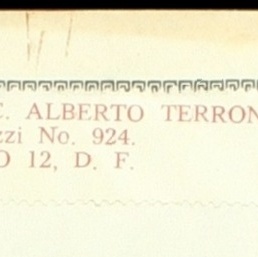 C. ALBERTO TERRON
zzi No. 924.
O 12, D. F.